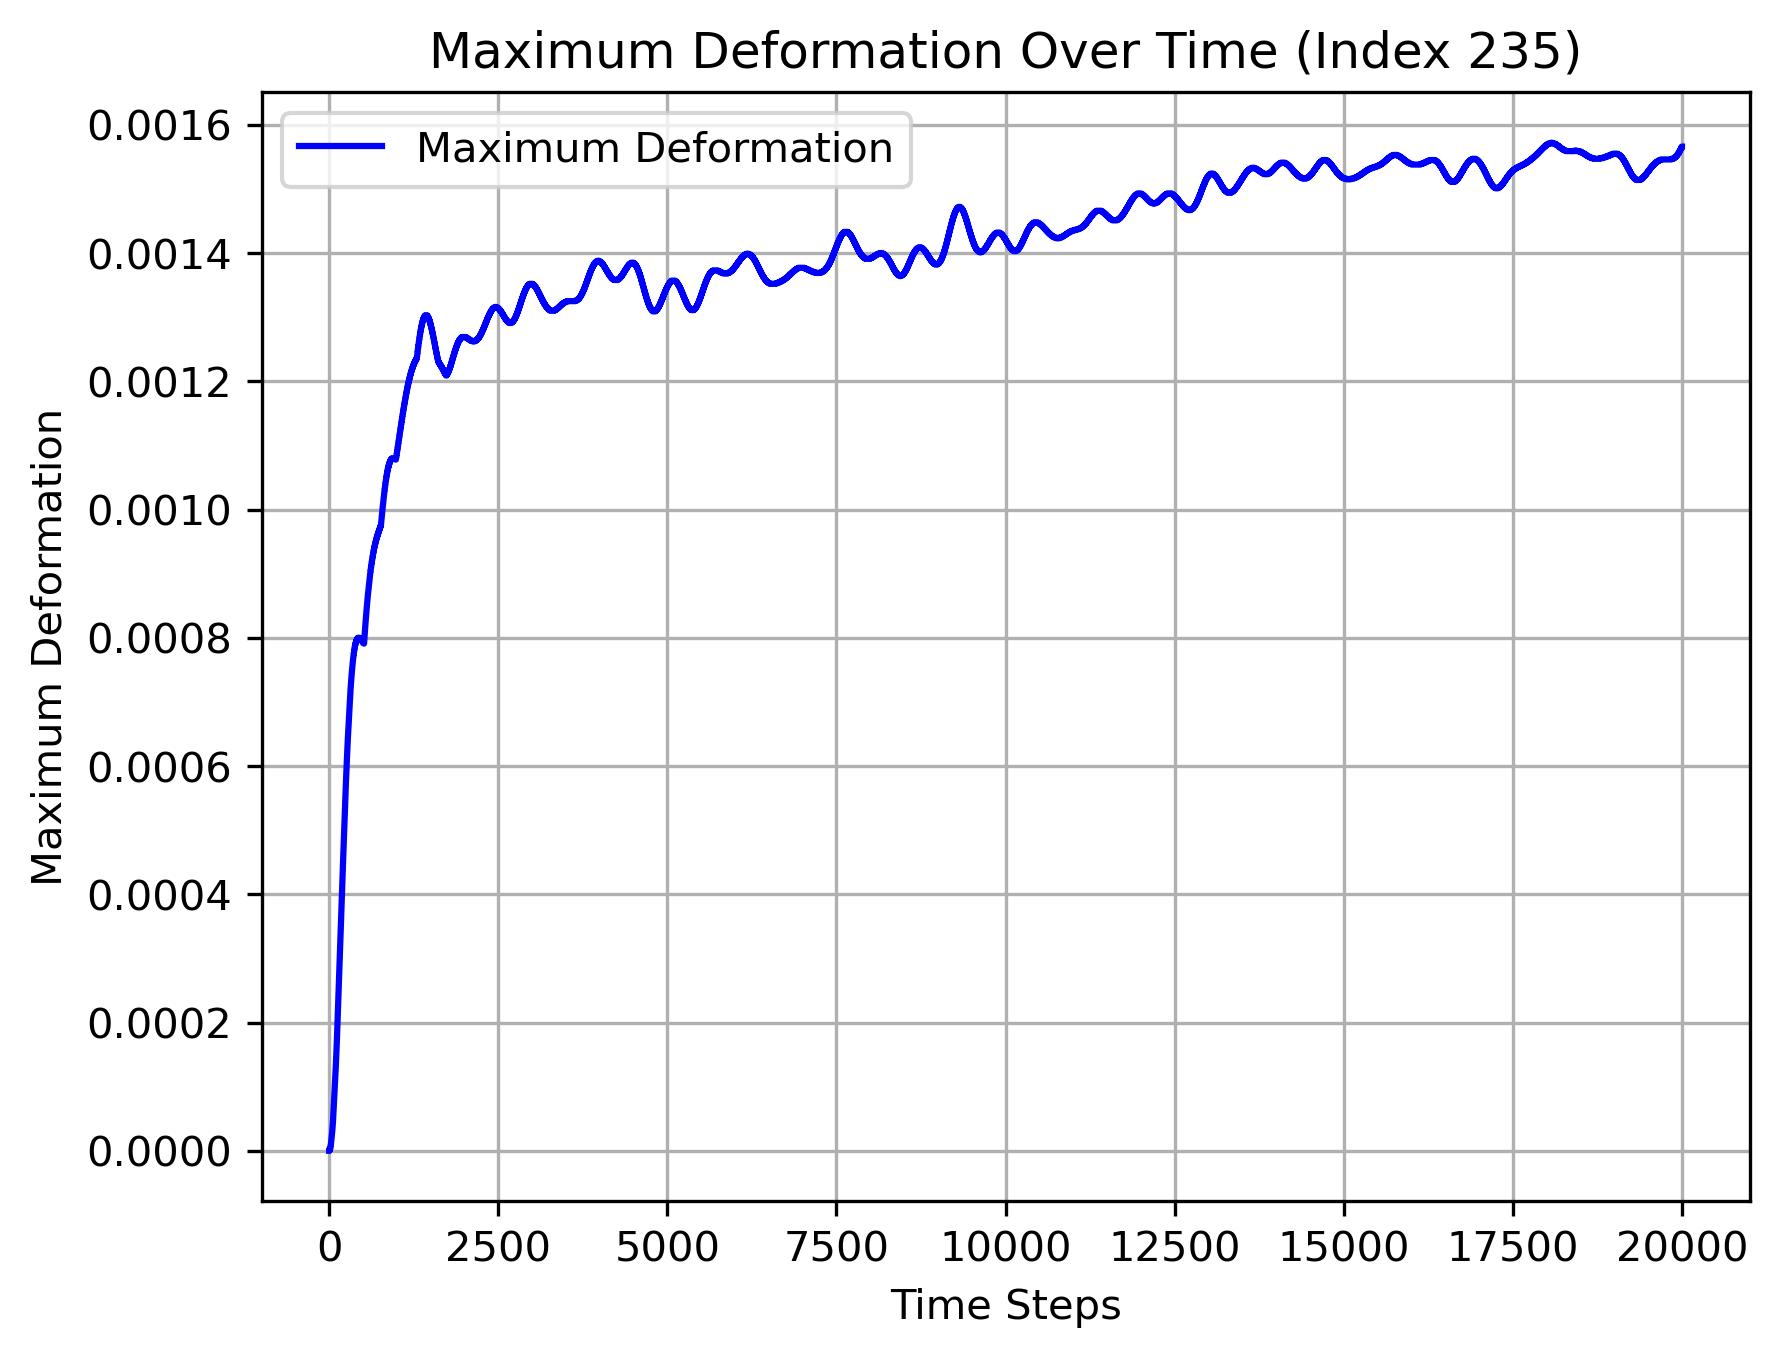 Maximum Deformation Over Time (Index 235)
Maximum Deformation
0.0016
0.0014
0.0012
0.0010
0.0008
0.0006
0.0004
0.0002
0.0000
Maximum Deformation
0 2500 5000 7500 10000 12500 15000 17500 20000
Time Steps